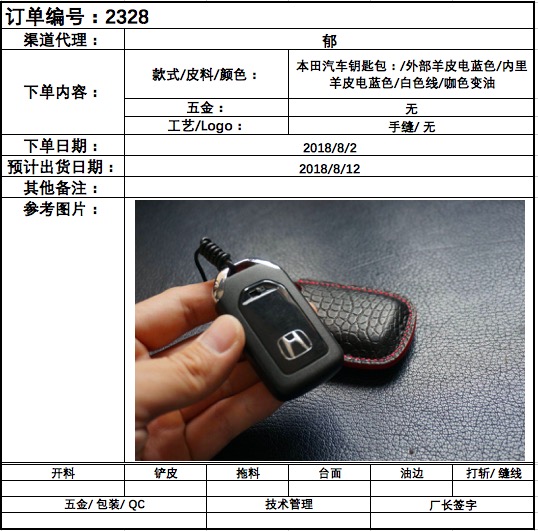 订单编号：2328
渠道代理：
郁
下单内容：
款式/皮料/颜色：
本田汽车钥匙包：/外部羊皮电蓝色/内里
羊皮电蓝色/白色线/咖色变油
五金：
无
工艺/Logo：
手缝/ 无
下单日期：
2018/8/2
预计出货日期：
2018/8/12
其他备注：
参考图片：
开料
铲皮
拖料
台面
油边
打斩/ 缝线
五金/ 包装/ QC
技术管理
厂长签字